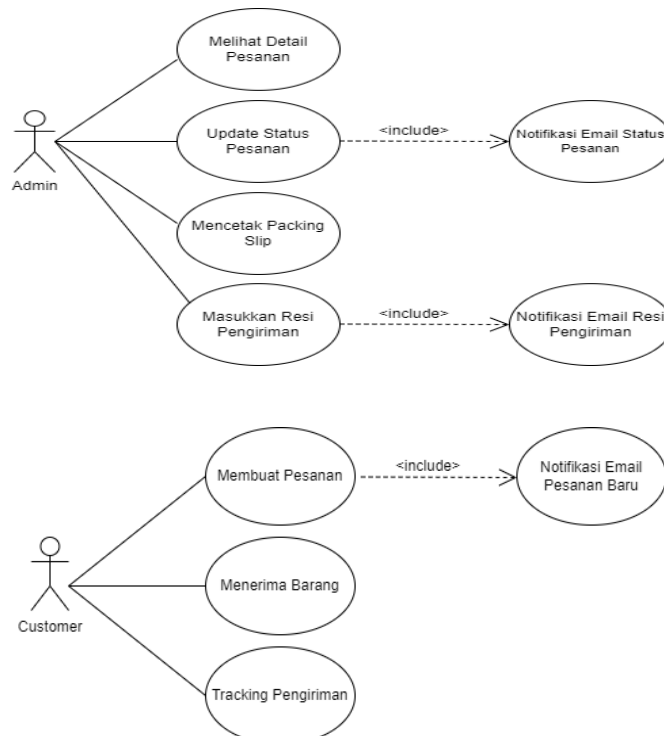 Melihat Detail
Pesanan
Update Status
Pesanan
<include>
Notifikasi Email Status
Pesanan
Admin
Mencetak Packing
Slip
Masukkan Resi
Pengiriman
<include>
Notifikasi Email Resi
Pengiriman
Membuat Pesanan
<include>
Notifikasi Email
Pesanan Baru
Menerima Barang
Customer
Tracking Pengiriman